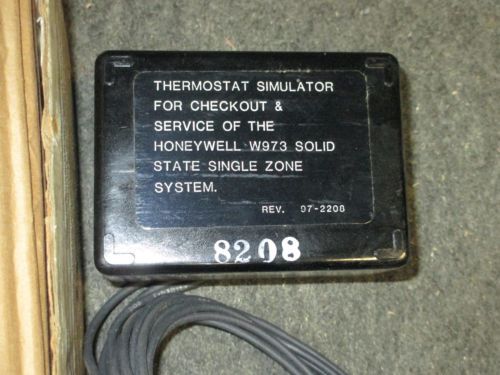 THERMOSTAT SIMULATOR
FOR CHECKOUT &
SERVICE OF THE
HONEYWELL W973 SOLID
STATE SINGLE ZONE
SYSTEM.
REV. 07-2208
8208